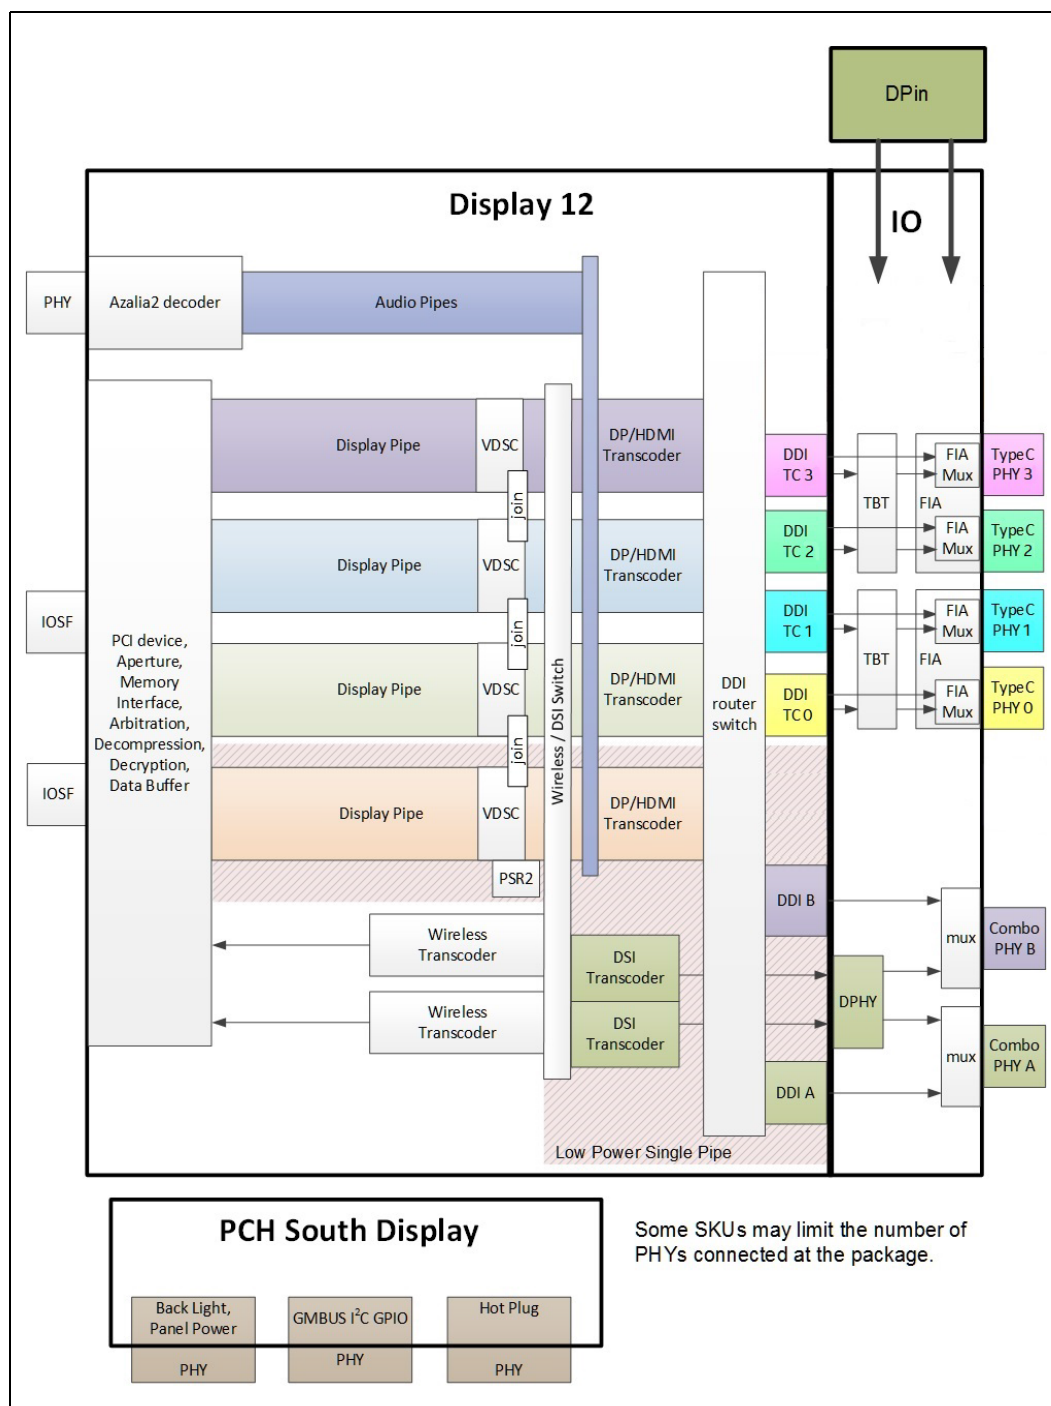 DPin
Display 12
IO
PHY
Azalia2 decoder
Audio Pipes
Display Pipe
VDSC
DP/HDMI
Transcoder
join
Display Pipe
VDSC
DP/HDMI
Transcoder
join
Display Pipe
VDSC
DP/HDMI
Transcoder
join
Display Pipe
VDSC
DP/HDMI
Transcoder
PSR2
IOSF
IOSF
PCI device,
Aperture,
Memory
Interface,
Arbitration,
Decompression,
Decryption,
Data Buffer
Wireless / DSI Switch
DDI
router
switch
DDI
TC 3
TBT
FIA
Mux
FIA
TypeC
PHY 3
DDI
TC 2
FIA
Mux
TypeC
PHY 2
DDI
TC 1
TBT
FIA
Mux
FIA
TypeC
PHY 1
DDI
TC 0
FIA
Mux
TypeC
PHY 0
DDI B
mux
Combo
PHY B
Wireless
Transcoder
DSI
Transcoder
DPHY
Wireless
Transcoder
DSI
Transcoder
mux
Combo
PHY A
DDI A
Low Power Single Pipe
PCH South Display
Back Light,
Panel Power
PHY
GMBUS I²C GPIO
PHY
Hot Plug
PHY
Some SKUs may limit the number of
PHYs connected at the package.